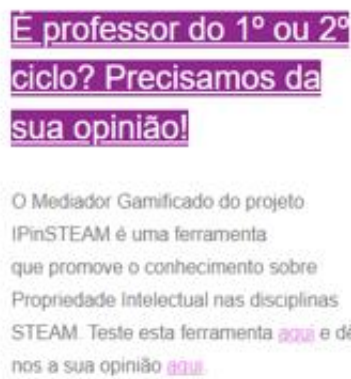 É professor do 1º ou 2º
ciclo? Precisamos da
sua opinião!
O Mediador Gamificado do projeto
IPinSTEAM é uma ferramenta
que promove o conhecimento sobre
Propriedade Intelectual nas disciplinas
STEAM. Teste esta ferramenta aqui e dê
nos a sua opinião aqui.